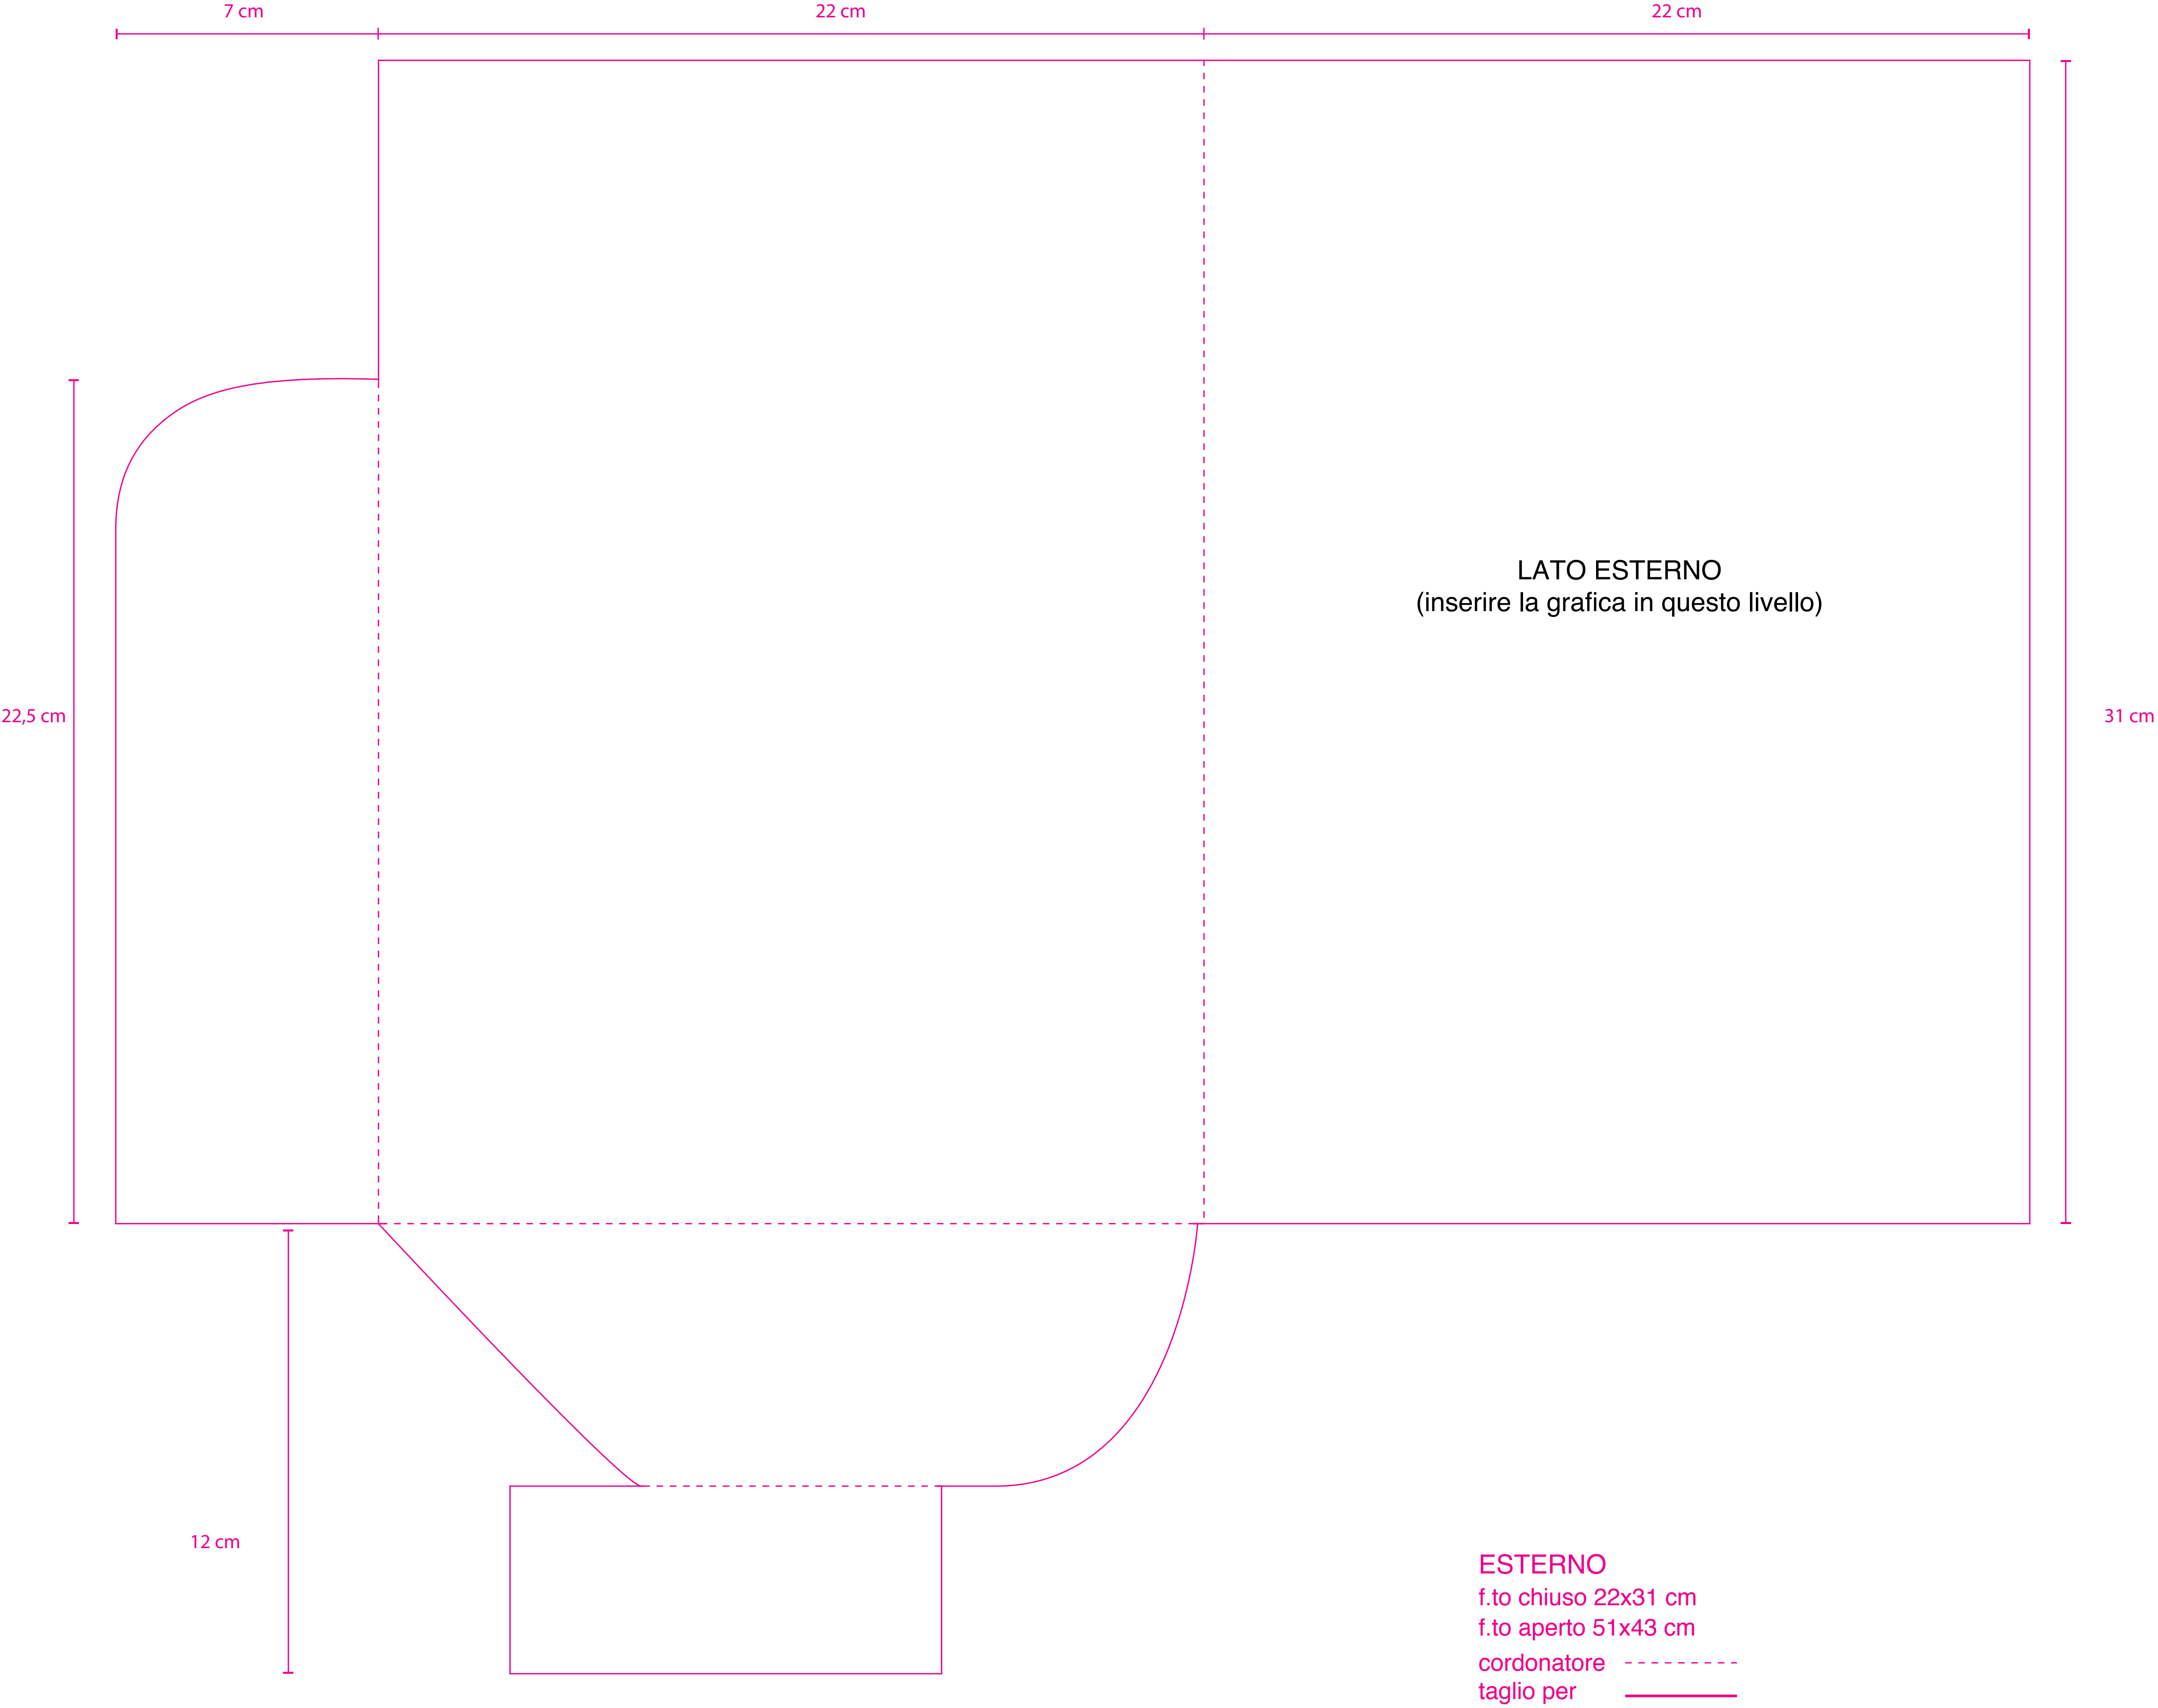 7 cm
22 cm
22 cm
LATO ESTERNO
(inserire la grafica in questo livello)
22,5 cm
31 cm
12 cm
ESTERNO
f.to chiuso 22x31 cm
f.to aperto 51x43 cm
cordonatore
taglio per